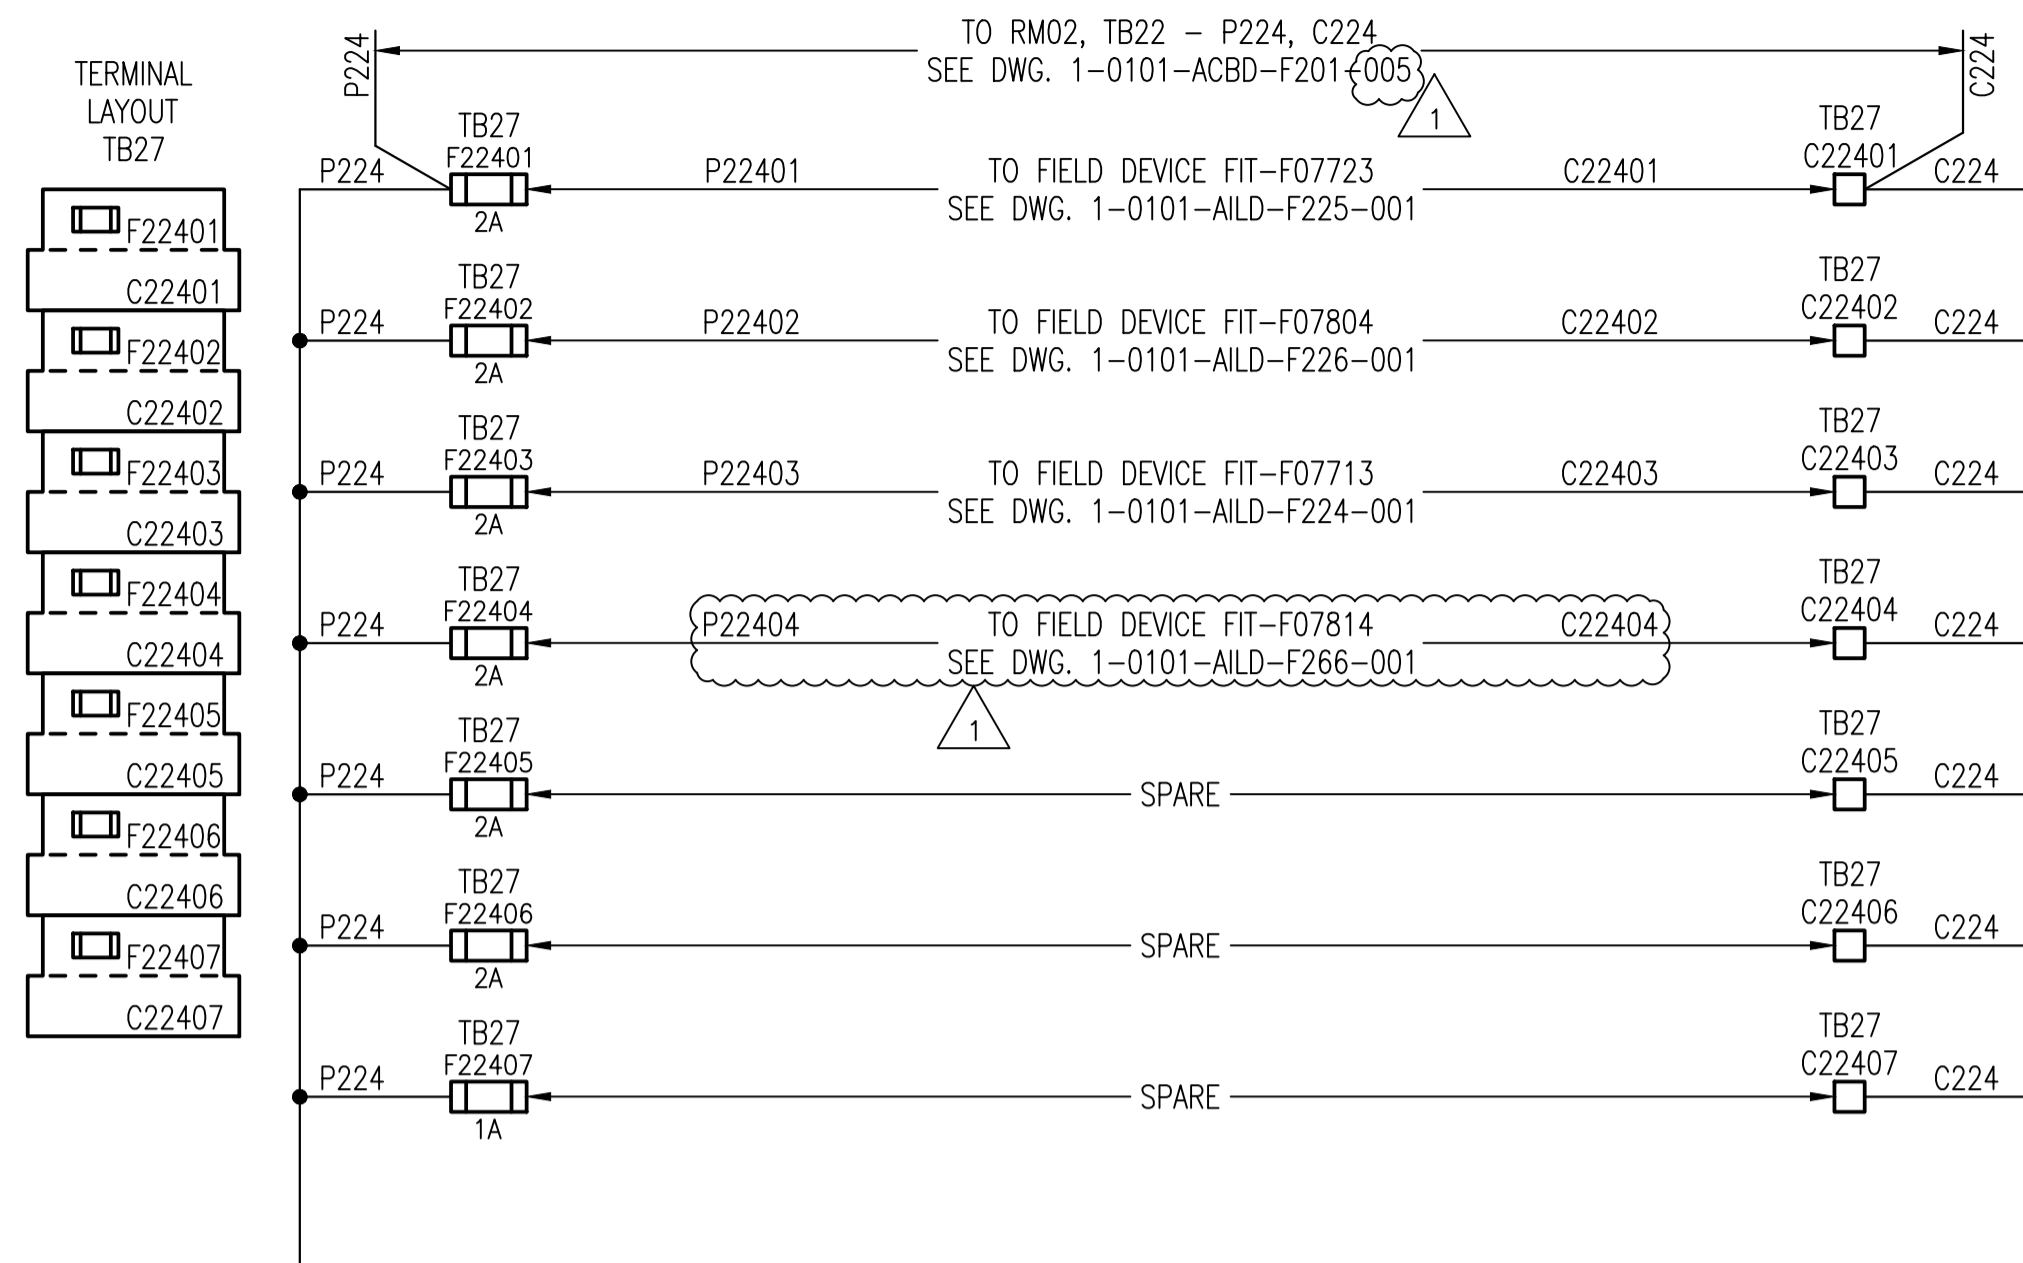 TERMINAL
LAYOUT
TB27
F22401
C22401
F22402
C22402
F22403
C22403
F22404
C22404
F22405
C22405
F22406
C22406
F22407
C22407
P224
TO RM02, TB22 - P224, C224
SEE DWG. 1-0101-ACBD-F201-005
1
C224
P224
TB27
F22401
2A
P22401
TO FIELD DEVICE FIT-F07723
SEE DWG. 1-0101-AILD-F225-001
C22401
TB27
C22401
C224
P224
TB27
F22402
2A
P22402
TO FIELD DEVICE FIT-F07804
SEE DWG. 1-0101-AILD-F226-001
C22402
TB27
C22402
C224
P224
TB27
F22403
2A
P22403
TO FIELD DEVICE FIT-F07713
SEE DWG. 1-0101-AILD-F224-001
C22403
TB27
C22403
C224
P224
TB27
F22404
2A
P22404
TO FIELD DEVICE FIT-F07814
SEE DWG. 1-0101-AILD-F266-001
C22404
1
TB27
C22404
C224
P224
TB27
F22405
2A
SPARE
TB27
C22405
C224
P224
TB27
F22406
2A
SPARE
TB27
C22406
C224
P224
TB27
F22407
1A
SPARE
TB27
C22407
C224